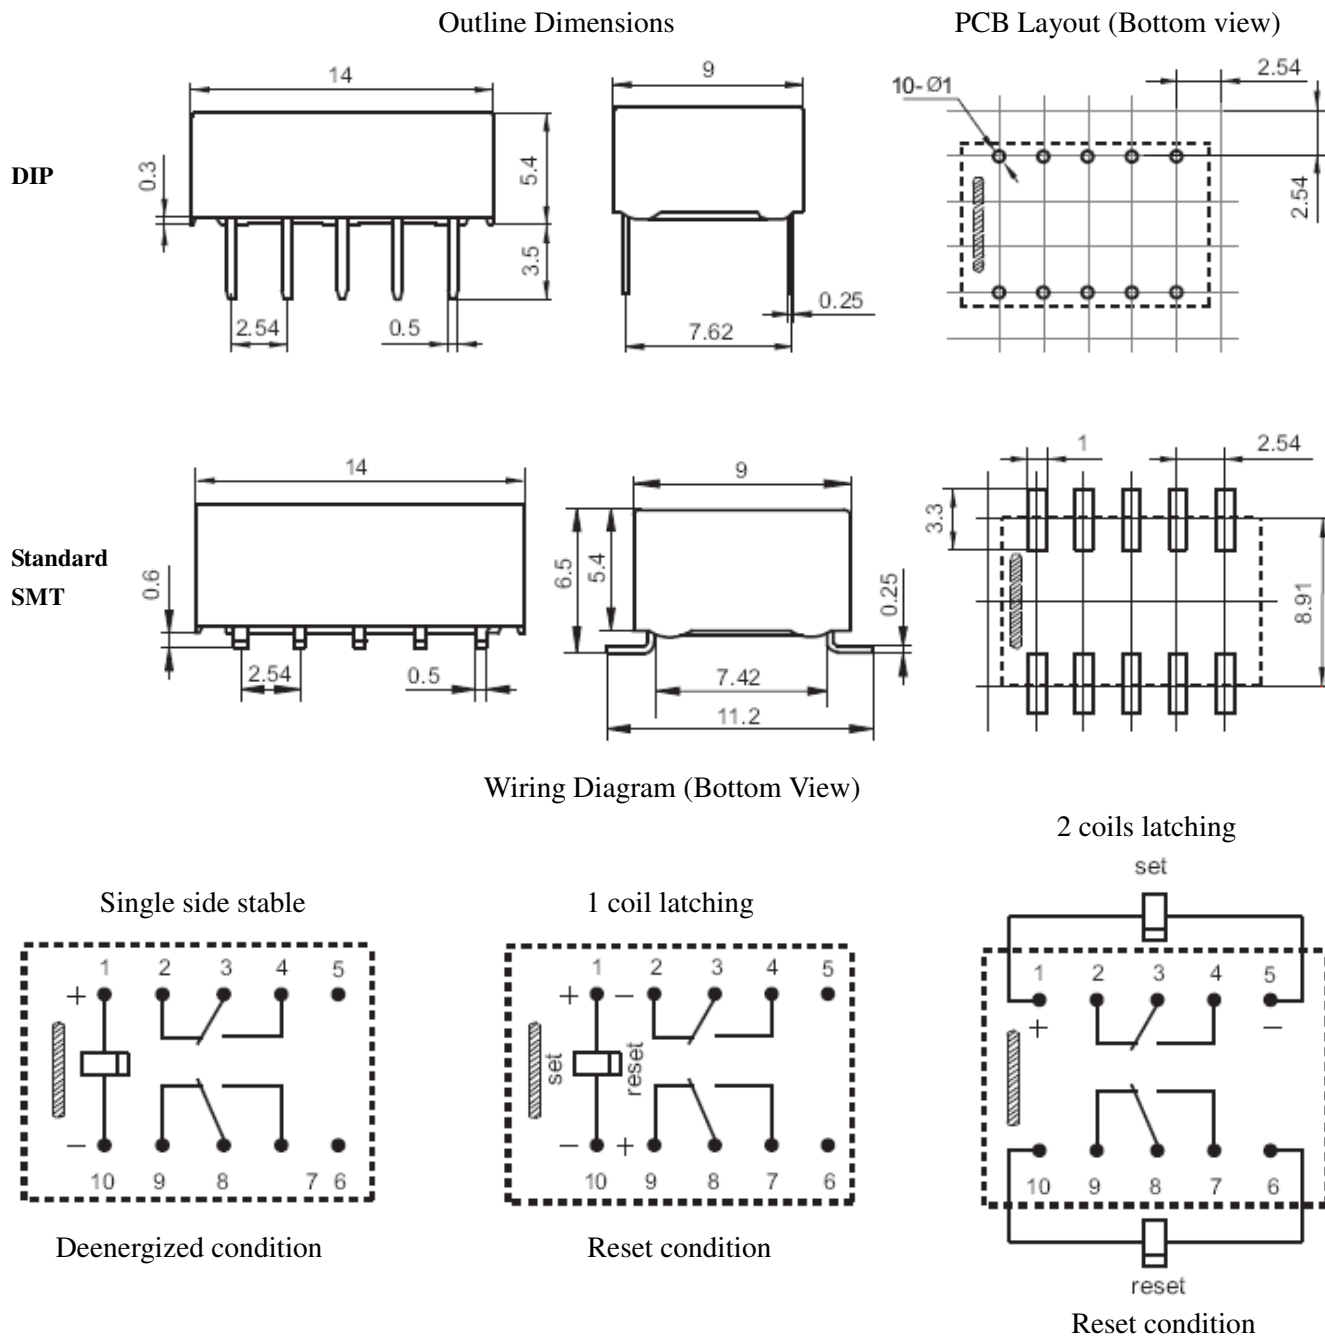 Outline Dimensions
PCB Layout (Bottom view)
DIP
14
0.3
5.4
3.5
2.54
0.5
9
0.25
7.62
10-Ø1
2.54
2.54
Standard
SMT
14
0.6
2.54
0.5
9
6.5
5.4
0.25
7.42
11.2
1
2.54
3.3
8.91
Wiring Diagram (Bottom View)
Single side stable
1 2 3 4 5
+
−
10 9 8 7 6
Deenergized condition
1 coil latching
1 2 3 4 5
+ −
set
reset
− +
10 9 8 7 6
Reset condition
2 coils latching
set
1 2 3 4 5
+ −
10 9 8 7 6
reset
Reset condition